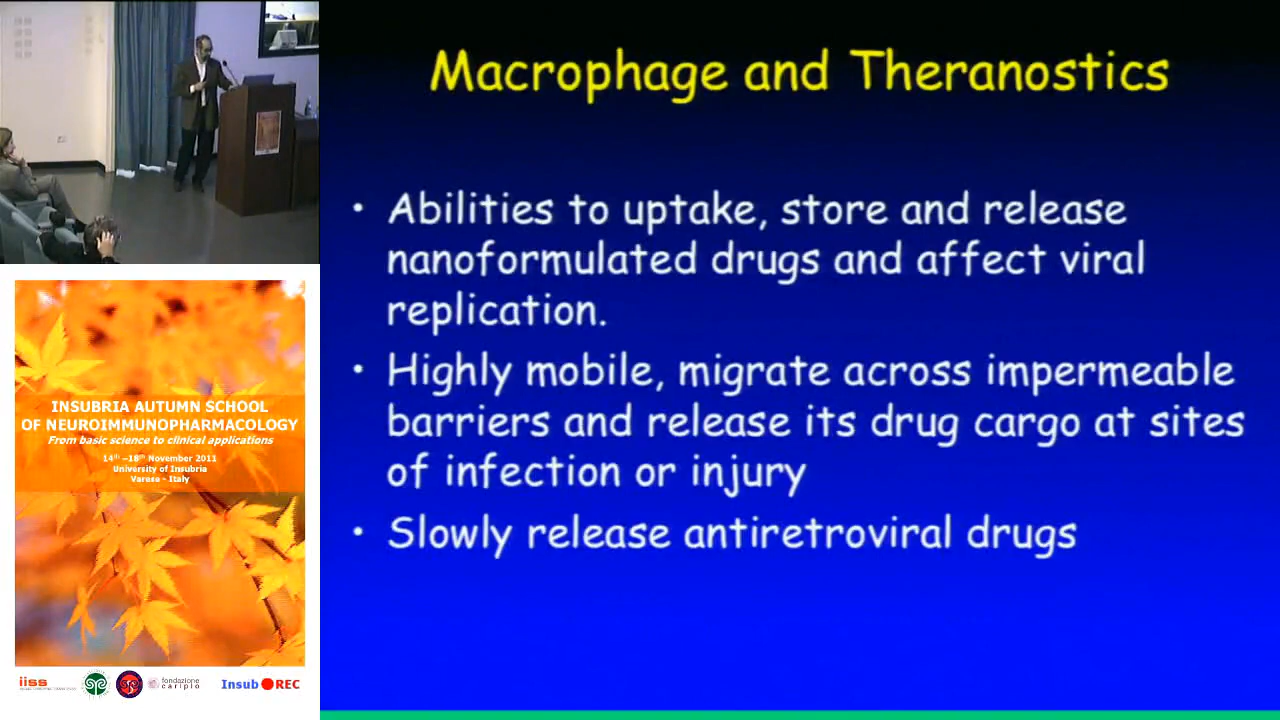 Macrophage and Theranostics
• Abilities to uptake, store and release
nanoformulated drugs and affect viral
replication.
• Highly mobile, migrate across impermeable
barriers and release its drug cargo at sites
of infection or injury
• Slowly release antiretroviral drugs
INSUBRIA AUTUMN SCHOOL
OF NEUROIMMUNOPHARMACOLOGY
From basic science to clinical applications
14th –18th November 2011
University of Insubria
Varese - Italy
iiss
fondazione
cariplo
Insub REC